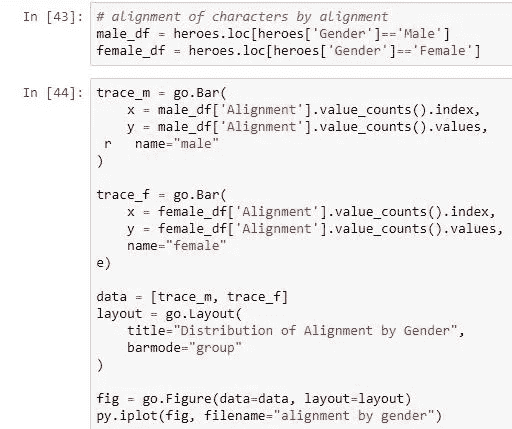 In [43]: # alignment of characters by alignment
male_df = heroes.loc[heroes['Gender']=='Male']
female_df = heroes.loc[heroes['Gender']=='Female']
In [44]: trace_m = go.Bar(
    x = male_df['Alignment'].value_counts().index,
    y = male_df['Alignment'].value_counts().values,
 r   name="male"
)
trace_f = go.Bar(
    x = female_df['Alignment'].value_counts().index,
    y = female_df['Alignment'].value_counts().values,
    name="female"
e)
data = [trace_m, trace_f]
layout = go.Layout(
    title="Distribution of Alignment by Gender",
    barmode="group"
)
fig = go.Figure(data=data, layout=layout)
py.iplot(fig, filename="alignment by gender")